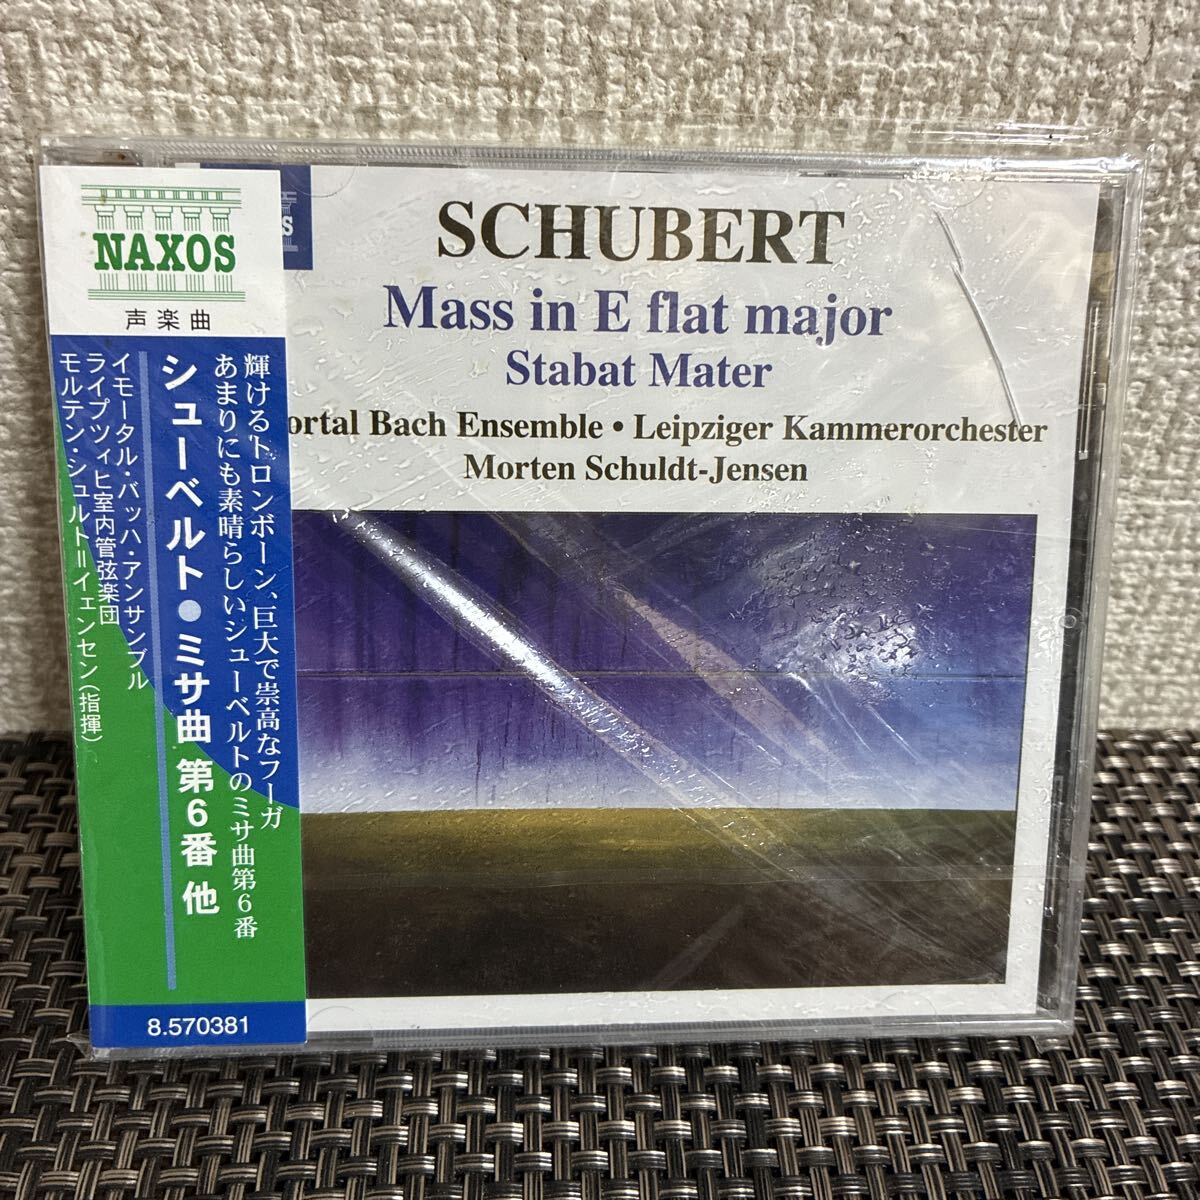 NAXOS
声楽曲
輝けるトロンボーン、巨大で崇高なフーガ
あまりにも素晴らしいシューベルトのミサ曲第6番
シューベルト●ミサ曲 第6番 他
イモータル・バッハ・アンサンブル
ライプツィヒ室内管弦楽団
モルテン・シュルト=イェンセン(指揮)
8.570381
SCHUBERT
Mass in E flat major
Stabat Mater
ortal Bach Ensemble • Leipziger Kammerorchester
Morten Schuldt-Jensen